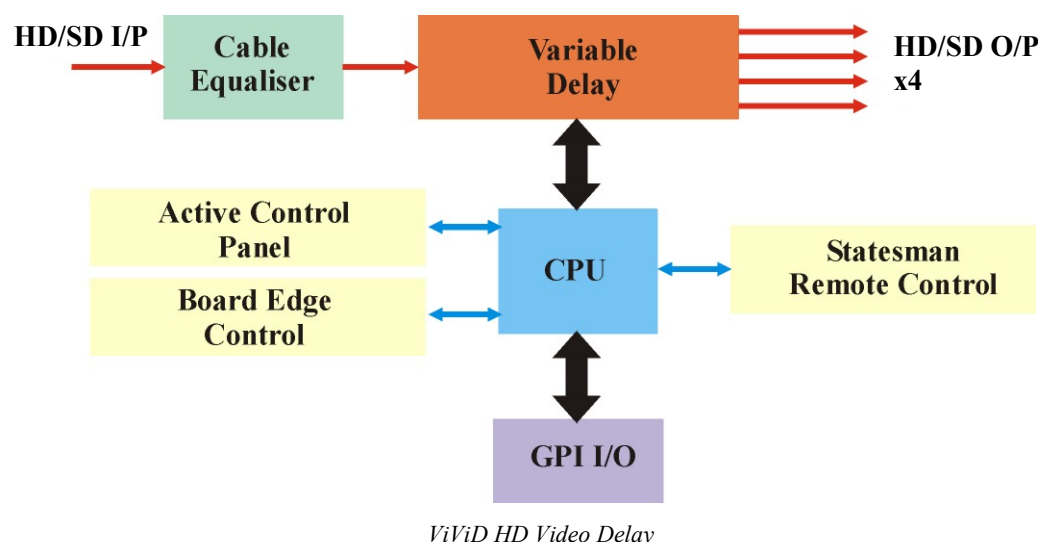 HD/SD I/P
Cable
Equaliser
Variable
Delay
HD/SD O/P
x4
Active Control
Panel
CPU
Statesman
Remote Control
Board Edge
Control
GPI I/O
ViViD HD Video Delay